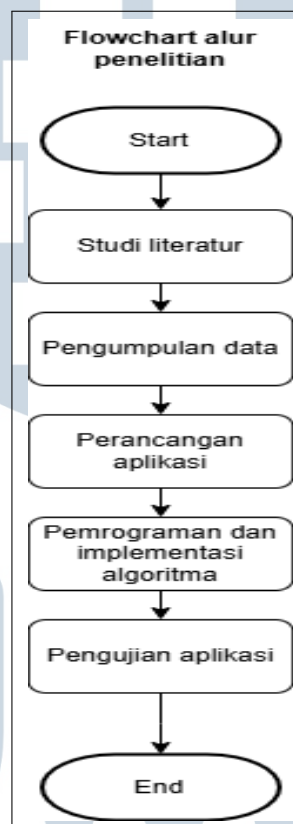 Flowchart alur
penelitian
Start
Studi literatur
Pengumpulan data
Perancangan
aplikasi
Pemrograman dan
implementasi
algoritma
Pengujian aplikasi
End